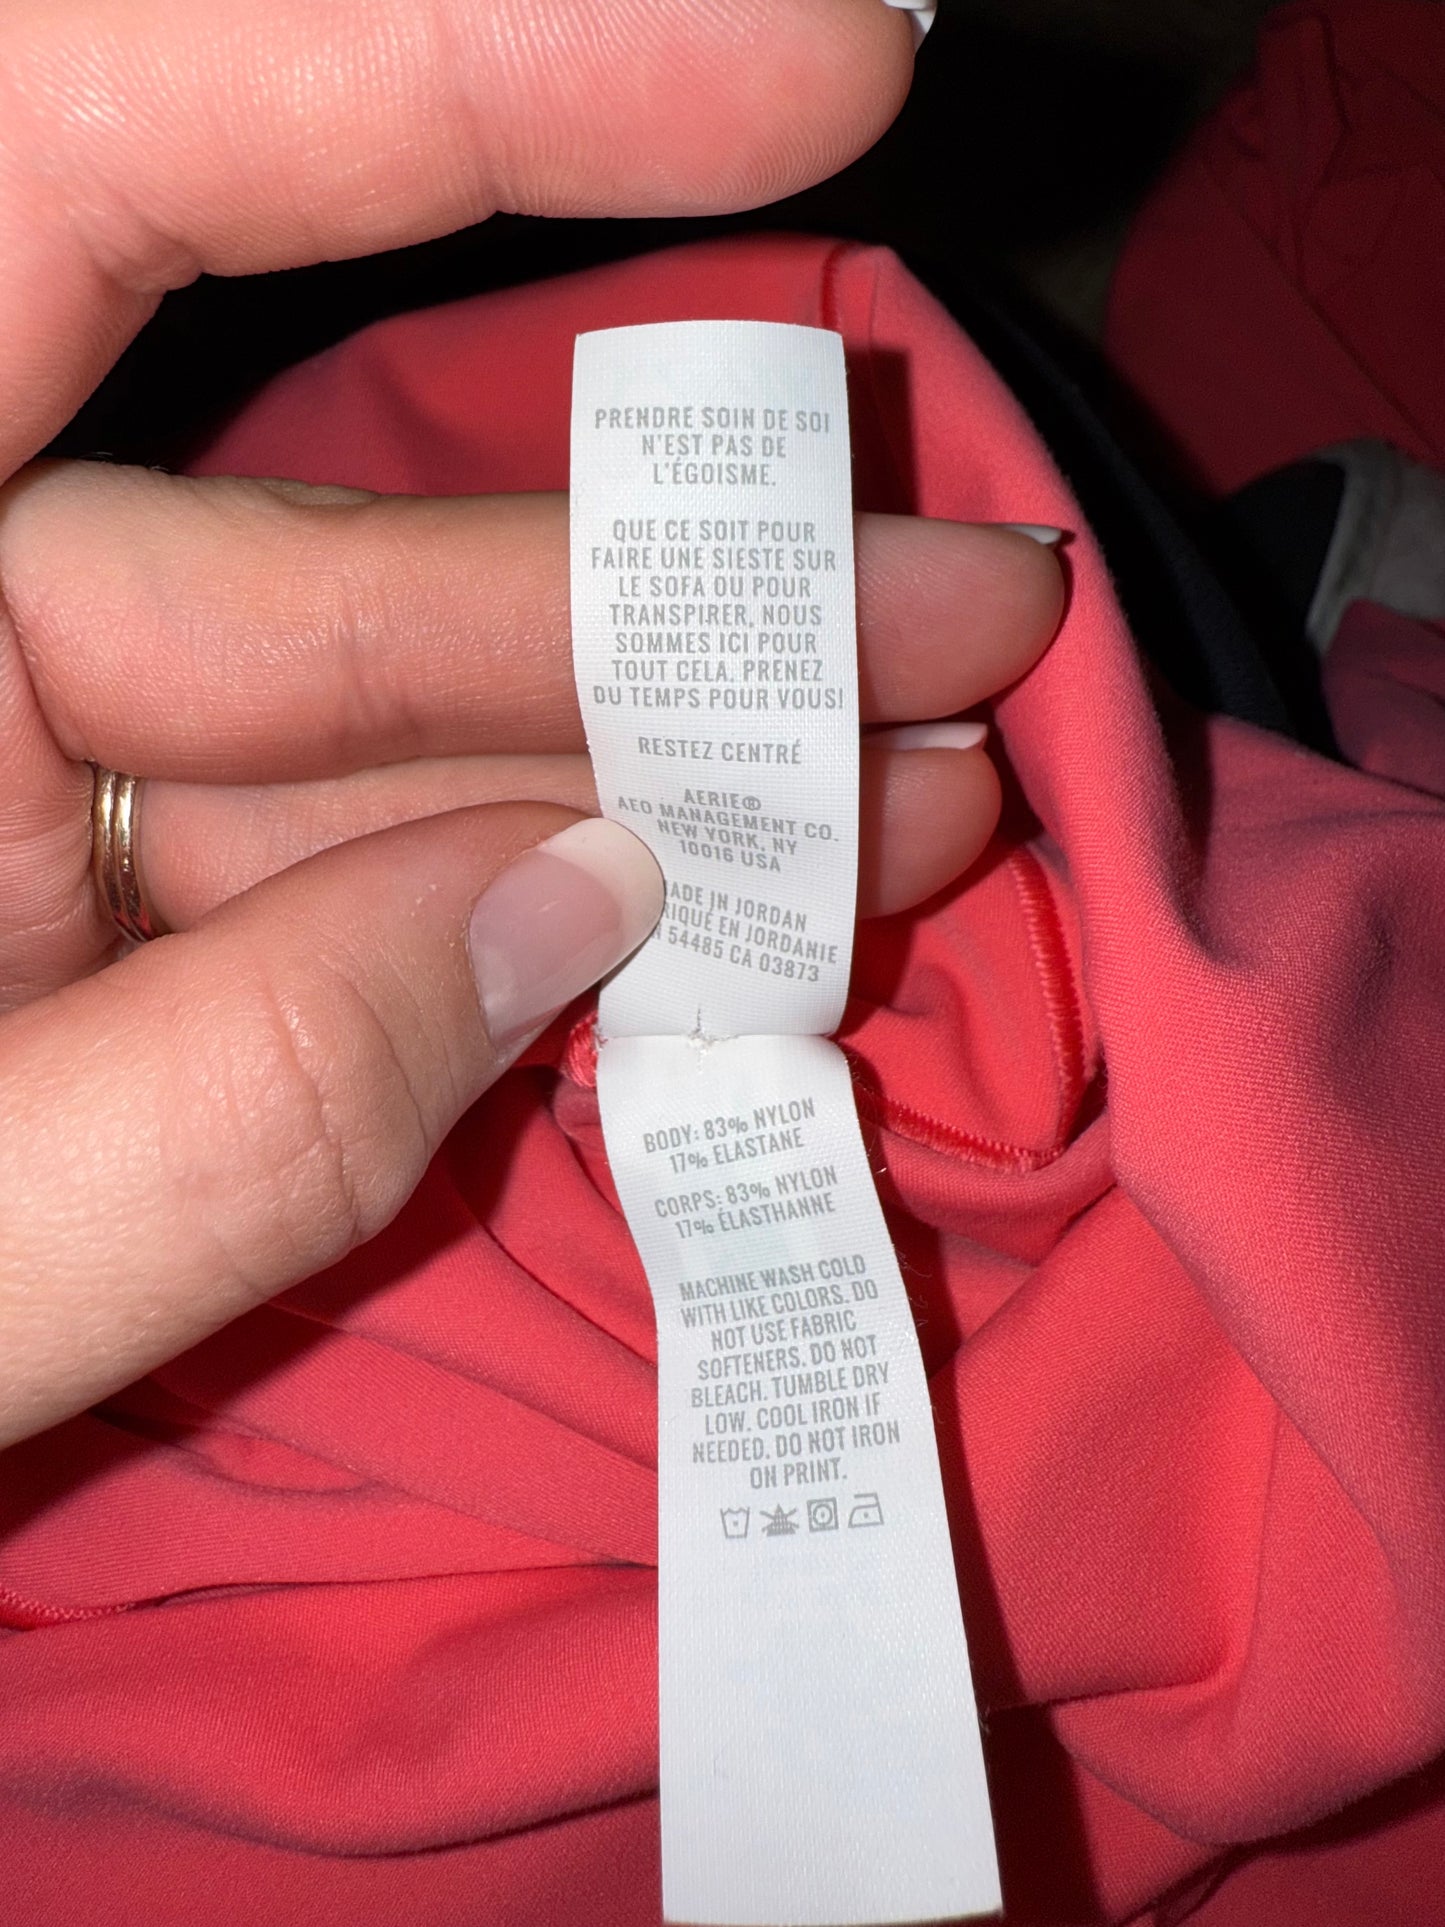 PRENDRE SOIN DE SOI
N'EST PAS DE
L'ÉGOISME.
QUE CE SOIT POUR
FAIRE UNE SIESTE SUR
LE SOFA OU POUR
TRANSPIRER, NOUS
SOMMES ICI POUR
TOUT CELA. PRENEZ
DU TEMPS POUR VOUS!
RESTEZ CENTRÉ
AERIE®
AEO MANAGEMENT CO.
NEW YORK, NY
10016 USA
ADE IN JORDAN
RIQUÉ EN JORDANIE
54485 CA 03873
BODY: 83% NYLON
17% ELASTANE
CORPS: 83% NYLON
17% ÉLASTHANNE
MACHINE WASH COLD
WITH LIKE COLORS. DO
NOT USE FABRIC
SOFTENERS. DO NOT
BLEACH. TUMBLE DRY
LOW. COOL IRON IF
NEEDED. DO NOT IRON
ON PRINT.